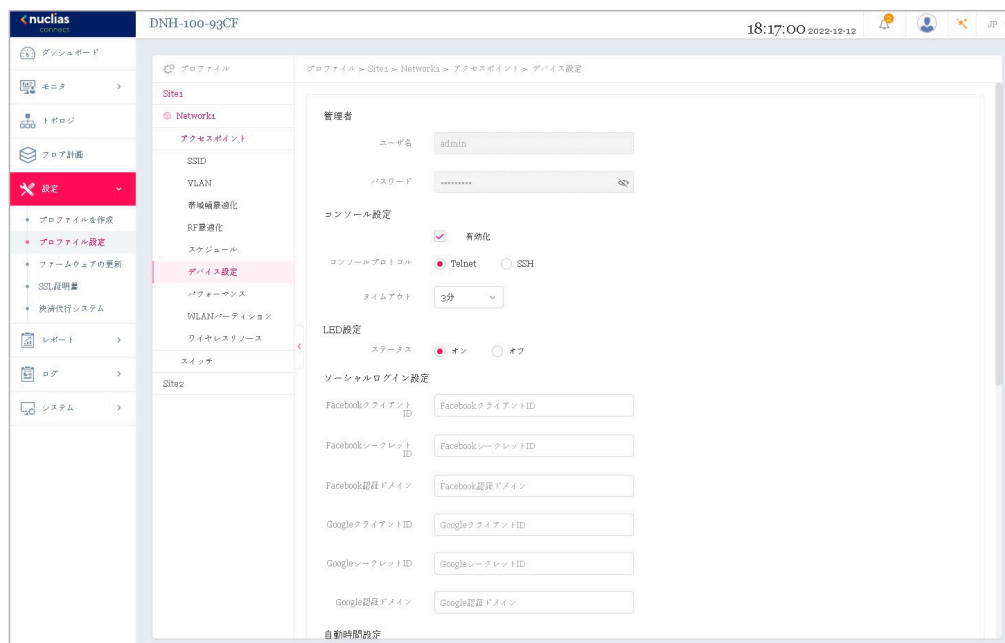 nuclias
connect
DNH-100-93CF
18:17:00 2022-12-12
2
JP
ダッシュボード
モニタ
トポロジ
フロア計画
設定
プロファイルを作成
プロファイル設定
ファームウェアの更新
SSL証明書
決済代行システム
レポート
ログ
システム
プロファイル
Site1
Network1
アクセスポイント
SSID
VLAN
帯域幅最適化
RF最適化
スケジュール
デバイス設定
パフォーマンス
WLANパーティション
ワイヤレスリソース
スイッチ
Site2
プロファイル > Site1 > Network1 > アクセスポイント > デバイス設定
管理者
ユーザ名 admin
パスワード •••••••••
コンソール設定
有効化
コンソールプロトコル Telnet SSH
タイムアウト 3分
LED設定
ステータス オン オフ
ソーシャルログイン設定
Facebookクライアント
ID
FacebookクライアントID
Facebookシークレット
ID
FacebookシークレットID
Facebook認証ドメイン Facebook認証ドメイン
GoogleクライアントID GoogleクライアントID
GoogleシークレットID GoogleシークレットID
Google認証ドメイン Google認証ドメイン
自動時間設定